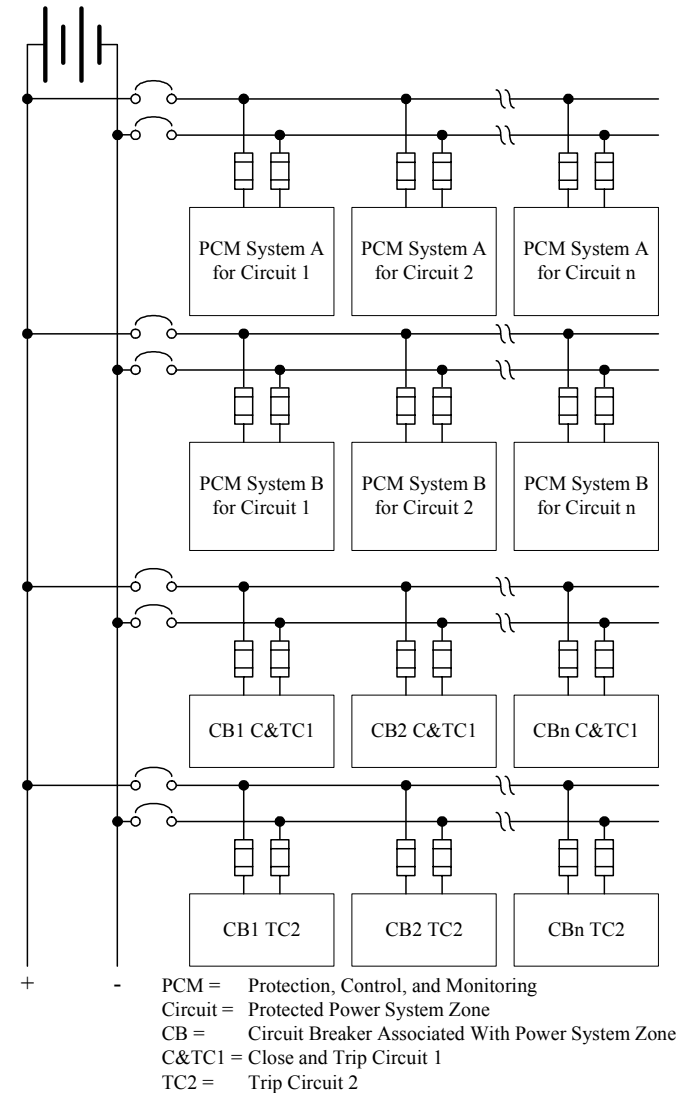 PCM System A
for Circuit 1
PCM System A
for Circuit 2
PCM System A
for Circuit n
PCM System B
for Circuit 1
PCM System B
for Circuit 2
PCM System B
for Circuit n
CB1 C&TC1
CB2 C&TC1
CBn C&TC1
CB1 TC2
CB2 TC2
CBn TC2
+ -
PCM = Protection, Control, and Monitoring
Circuit = Protected Power System Zone
CB = Circuit Breaker Associated With Power System Zone
C&TC1 = Close and Trip Circuit 1
TC2 = Trip Circuit 2